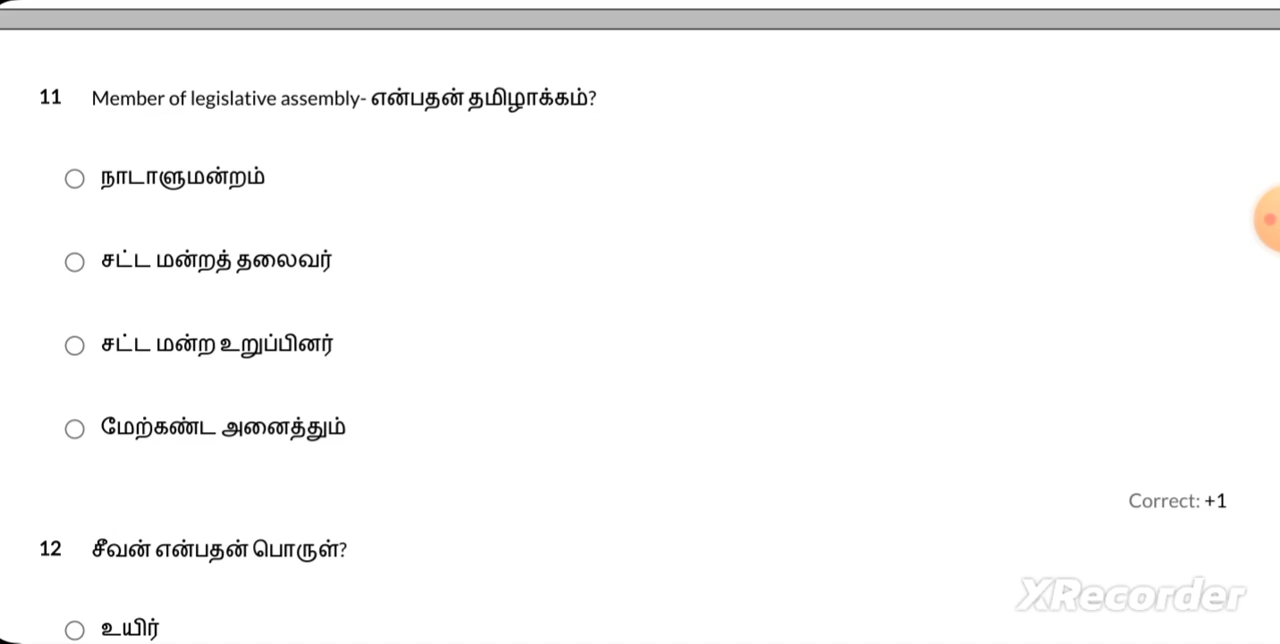 11 Member of legislative assembly- என்பதன் தமிழாக்கம்?
நாடாளுமன்றம்
சட்ட மன்றத் தலைவர்
சட்ட மன்ற உறுப்பினர்
மேற்கண்ட அனைத்தும்
Correct: +1
12 சீவன் என்பதன் பொருள்?
XRecorder
உயிர்